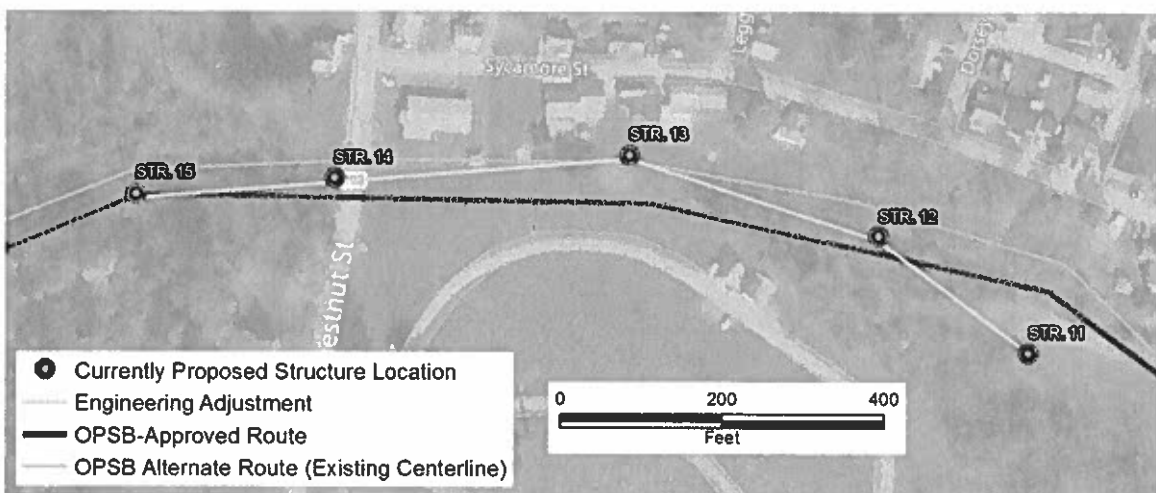 Sycamore St
Legg
Dorsey
STR. 13
STR. 14
STR. 15
STR. 12
STR. 11
estnut St
Currently Proposed Structure Location
Engineering Adjustment
OPSB-Approved Route
OPSB Alternate Route (Existing Centerline)
0 200 400
Feet